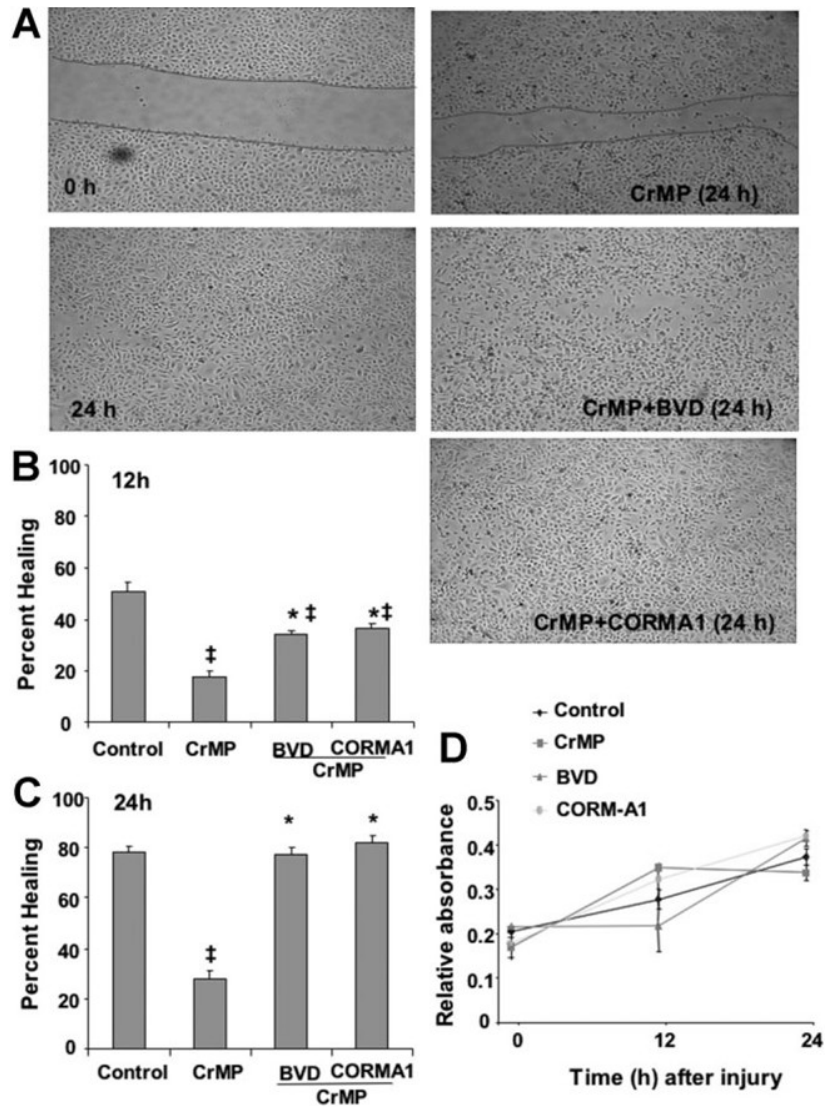 A
0 h
CrMP (24 h)
24 h
CrMP+BVD (24 h)
CrMP+CORMA1 (24 h)
B
12h
Percent Healing
100
80
60
40
20
0
* ‡
*‡
‡
Control CrMP BVD CORMA1
CrMP
C
24h
Percent Healing
100
80
60
40
20
0
*
*
‡
Control CrMP BVD CORMA1
CrMP
D
Control
CrMP
BVD
CORM-A1
Relative absorbance
0.5
0.4
0.3
0.2
0.1
0
0 12 24
Time (h) after injury